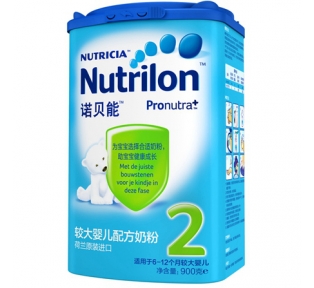 NUTRICIA
Nutrilon™
诺贝能™
Pronutra+
为宝宝选择合适奶粉,
助宝宝健康成长
Met de juiste
bouwstenen
voor je kindje in
deze fase
较大婴儿配方奶粉
荷兰原装进口
2
适用于6-12个月较大婴儿
净含量:900克